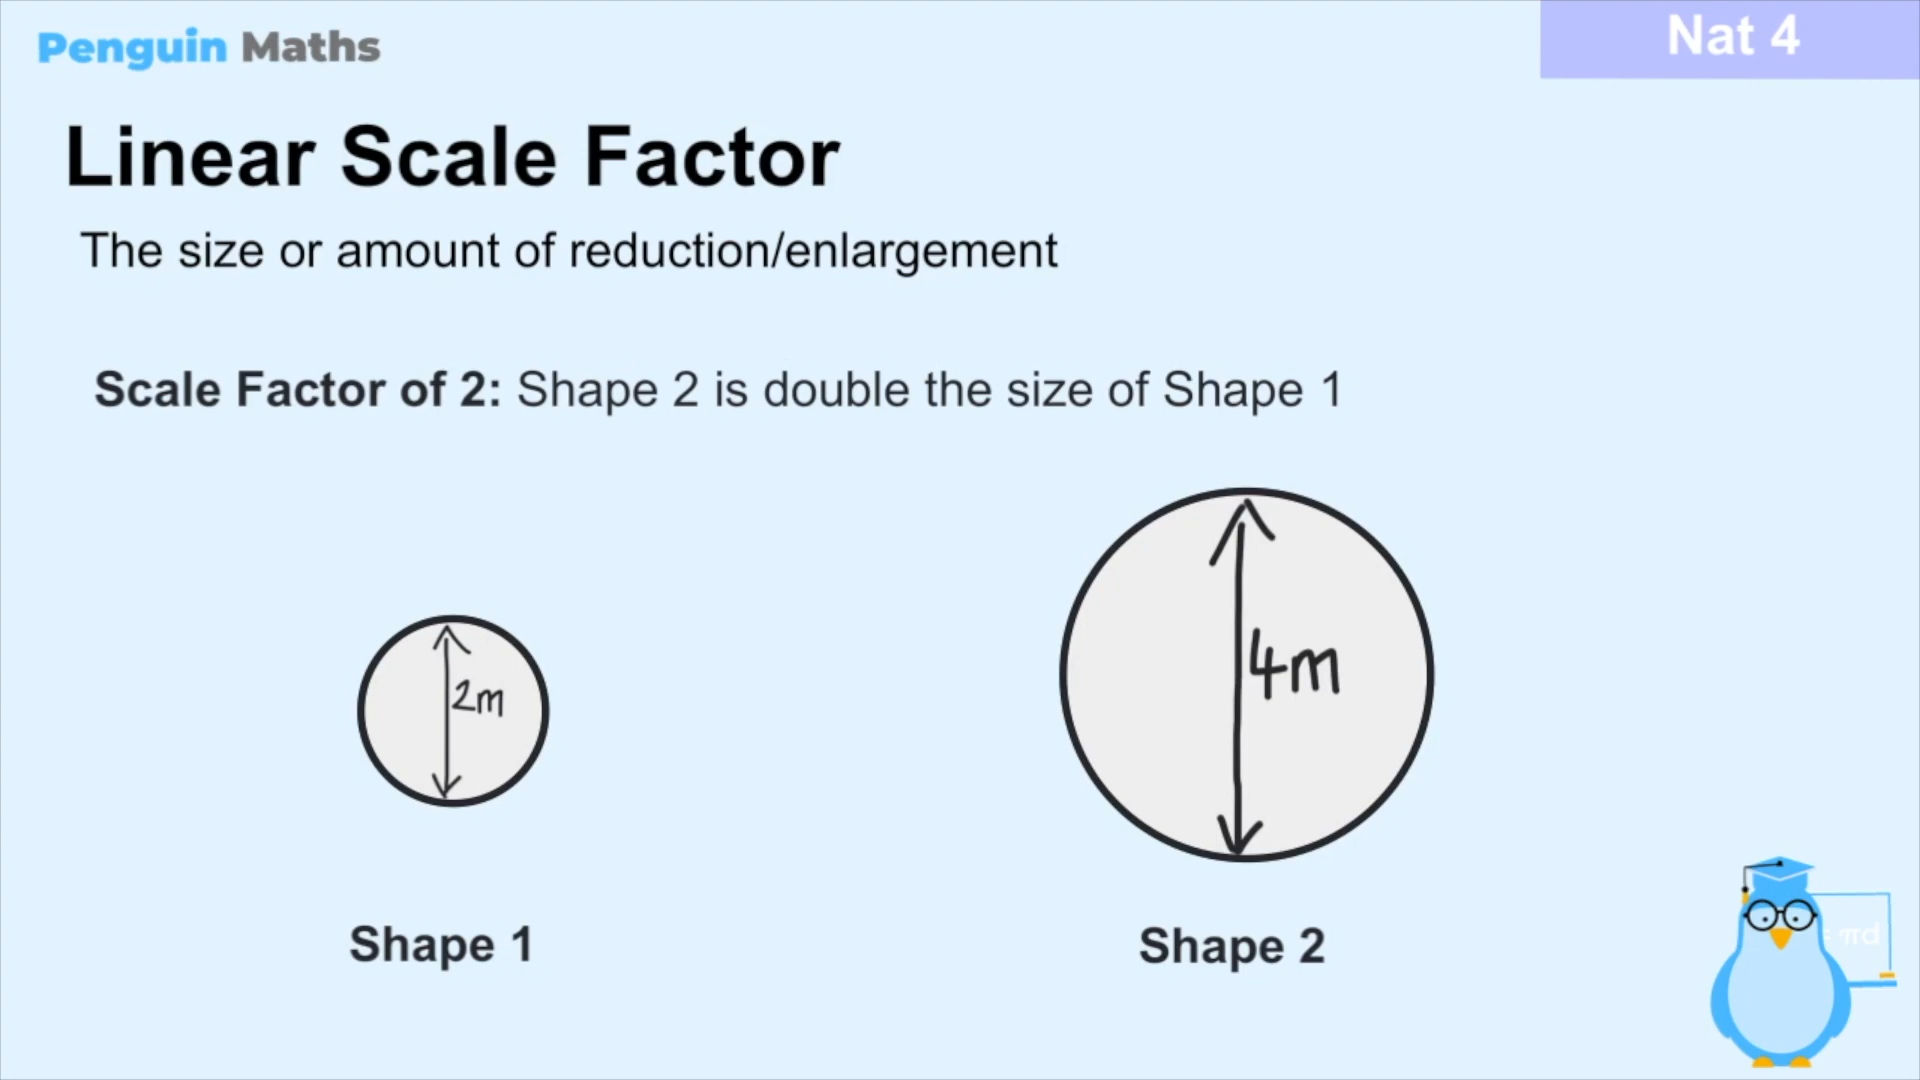 Penguin Maths
Nat 4
Linear Scale Factor
The size or amount of reduction/enlargement
Scale Factor of 2: Shape 2 is double the size of Shape 1
2m
4m
Shape 1
Shape 2